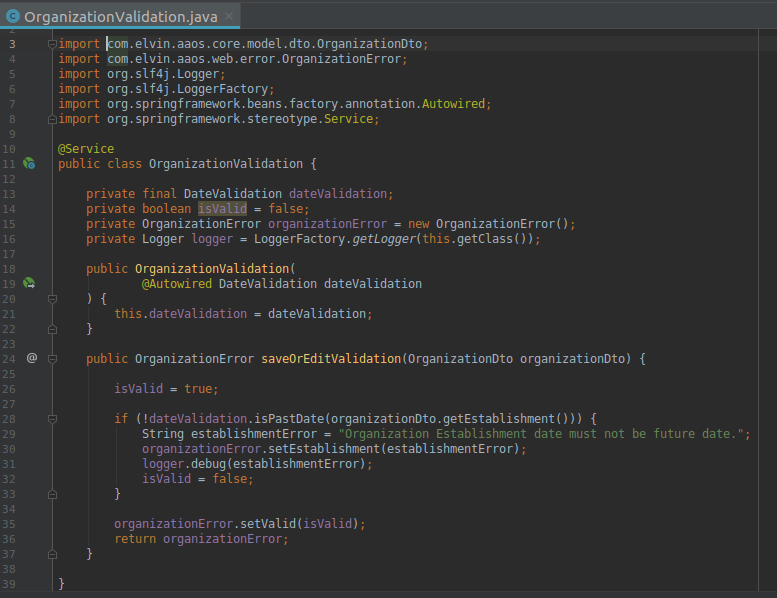 OrganizationValidation.java
3 import com.elvin.aaos.core.model.dto.OrganizationDto;
4 import com.elvin.aaos.web.error.OrganizationError;
5 import org.slf4j.Logger;
6 import org.slf4j.LoggerFactory;
7 import org.springframework.beans.factory.annotation.Autowired;
8 import org.springframework.stereotype.Service;
9
10 @Service
11 public class OrganizationValidation {
12
13     private final DateValidation dateValidation;
14     private boolean isValid = false;
15     private OrganizationError organizationError = new OrganizationError();
16     private Logger logger = LoggerFactory.getLogger(this.getClass());
17
18     public OrganizationValidation(
19             @Autowired DateValidation dateValidation
20     ) {
21         this.dateValidation = dateValidation;
22     }
23
24 @   public OrganizationError saveOrEditValidation(OrganizationDto organizationDto) {
25
26         isValid = true;
27
28         if (!dateValidation.isPastDate(organizationDto.getEstablishment())) {
29             String establishmentError = "Organization Establishment date must not be future date.";
30             organizationError.setEstablishment(establishmentError);
31             logger.debug(establishmentError);
32             isValid = false;
33         }
34
35         organizationError.setValid(isValid);
36         return organizationError;
37     }
38
39 }